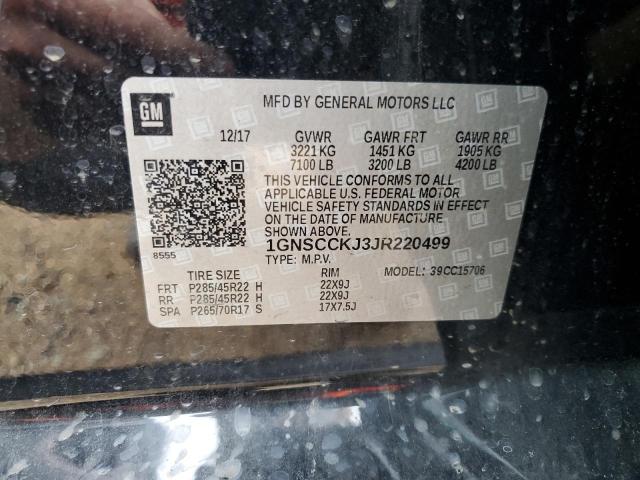 GM
MFD BY GENERAL MOTORS LLC
12/17 GVWR GAWR FRT GAWR RR
3221 KG 1451 KG 1905 KG
7100 LB 3200 LB 4200 LB
THIS VEHICLE CONFORMS TO ALL
APPLICABLE U.S. FEDERAL MOTOR
VEHICLE SAFETY STANDARDS IN EFFECT
ON THE DATE OF MANUFACTURE
SHOWN ABOVE.
8555 1GNSCCKJ3JR220499
TYPE: M.P.V. MODEL: 39CC15706
TIRE SIZE RIM
FRT P285/45R22 H 22X9J
RR P285/45R22 H 22X9J
SPA P265/70R17 S 17X7.5J